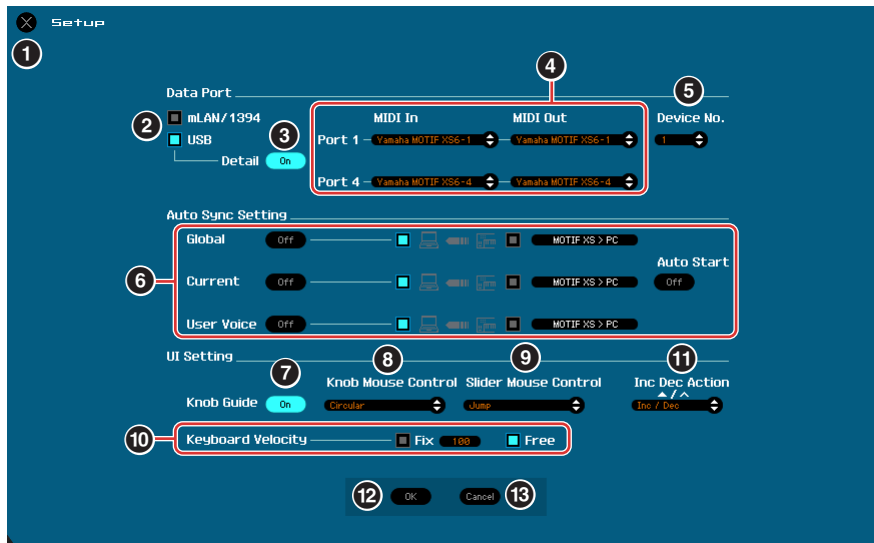 Setup
1
4
5
Data Port
2
mLAN/1394
MIDI In
MIDI Out
Device No.
USB
3
Port 1
Yamaha MOTIF XS6-1
Yamaha MOTIF XS6-1
1
Detail
On
Port 4
Yamaha MOTIF XS6-4
Yamaha MOTIF XS6-4
Auto Sync Setting
Global
Off
MOTIF XS > PC
Auto Start
6
Current
Off
MOTIF XS > PC
Off
User Voice
Off
MOTIF XS > PC
UI Setting
7
8
9
11
Knob Mouse Control
Slider Mouse Control
Inc Dec Action
Knob Guide
On
Circular
Jump
Inc / Dec
10
Keyboard Velocity
Fix
100
Free
12
OK
Cancel
13